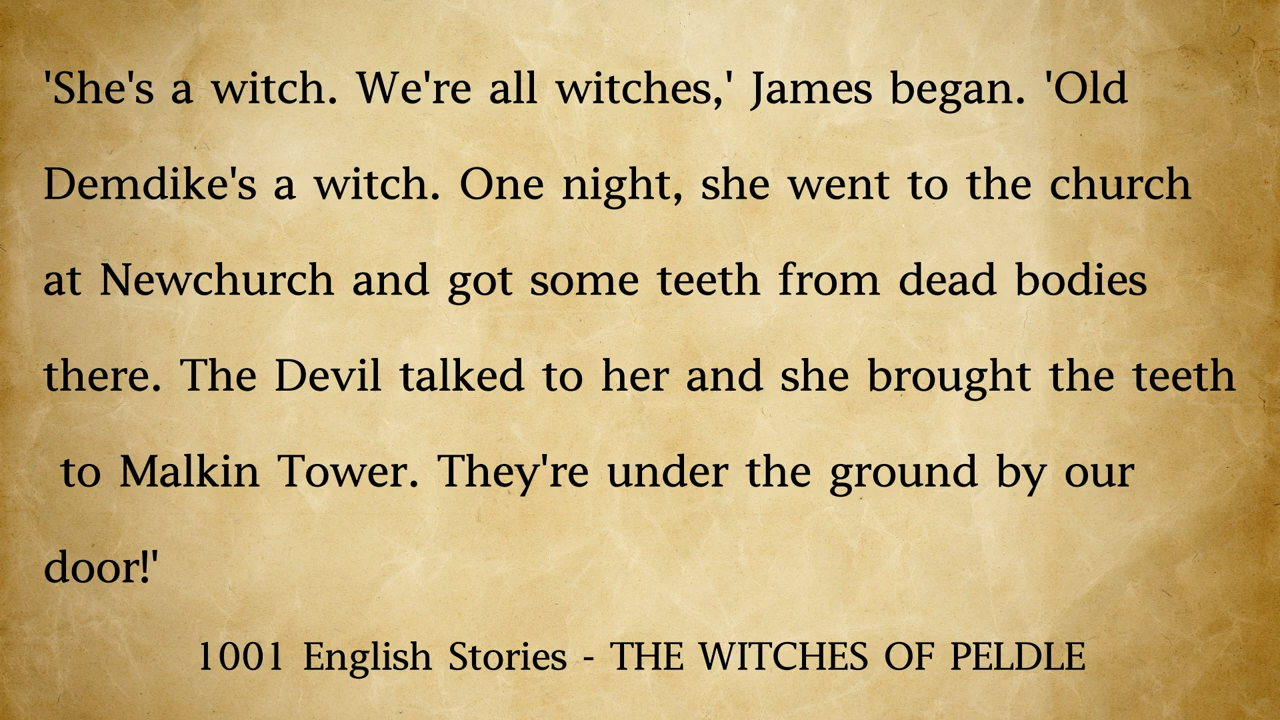 'She's a witch. We're all witches,' James began. 'Old
Demdike's a witch. One night, she went to the church
at Newchurch and got some teeth from dead bodies
there. The Devil talked to her and she brought the teeth
to Malkin Tower. They're under the ground by our
door!'
1001 English Stories - THE WITCHES OF PELDLE